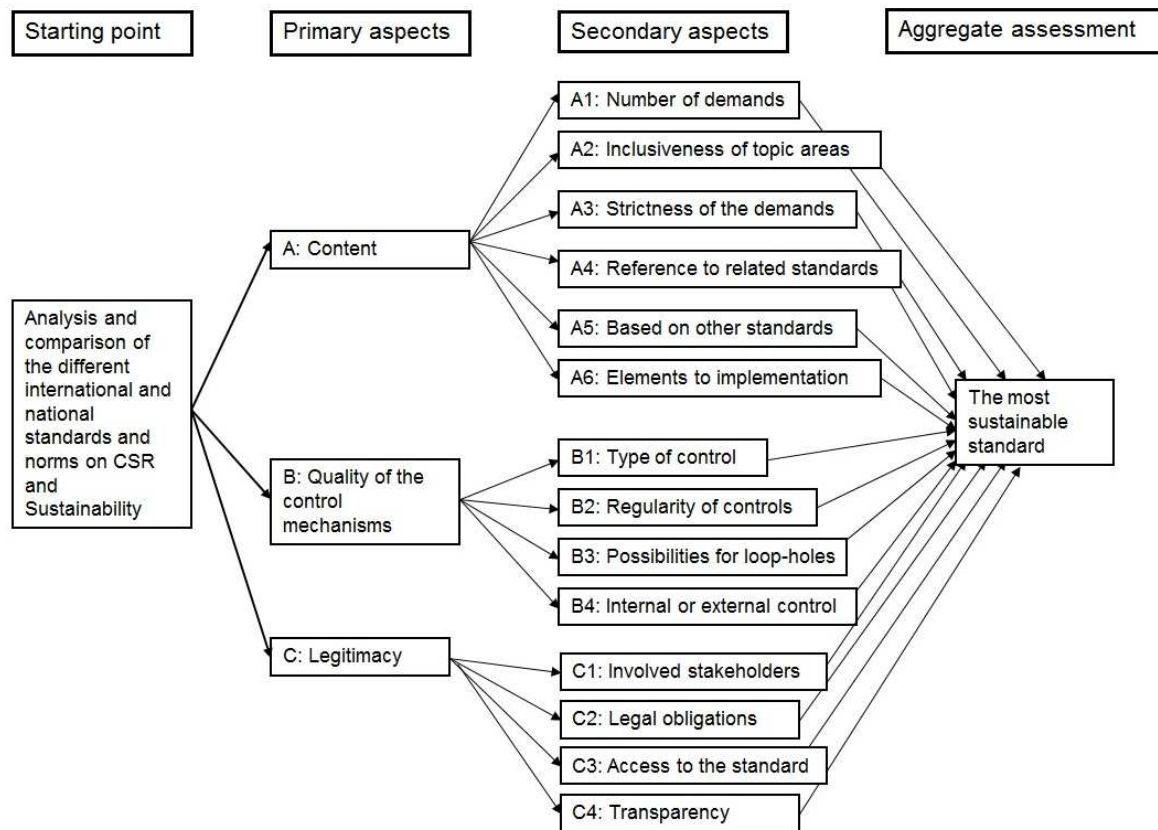 Starting point
Primary aspects
Secondary aspects
Aggregate assessment
Analysis and
comparison of
the different
international and
national
standards and
norms on CSR
and
Sustainability
A: Content
B: Quality of the
control
mechanisms
C: Legitimacy
A1: Number of demands
A2: Inclusiveness of topic areas
A3: Strictness of the demands
A4: Reference to related standards
A5: Based on other standards
A6: Elements to implementation
B1: Type of control
B2: Regularity of controls
B3: Possibilities for loop-holes
B4: Internal or external control
C1: Involved stakeholders
C2: Legal obligations
C3: Access to the standard
C4: Transparency
The most
sustainable
standard